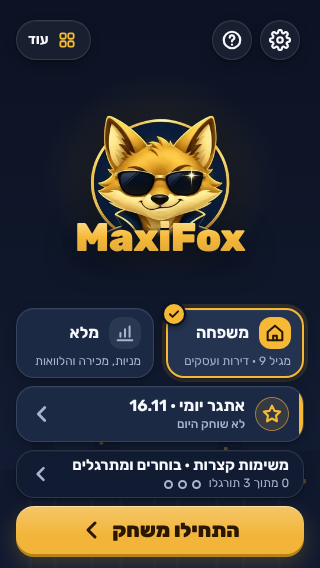 עוד
MaxiFox
משפחה
מגיל 9 • דירות ועסקים
מלא
מניות, מכירה והלוואות
אתגר יומי • 16.11
לא שוחק היום
משימות קצרות • בוחרים ומתרגלים
0 מתוך 3 תורגלו
התחילו משחק